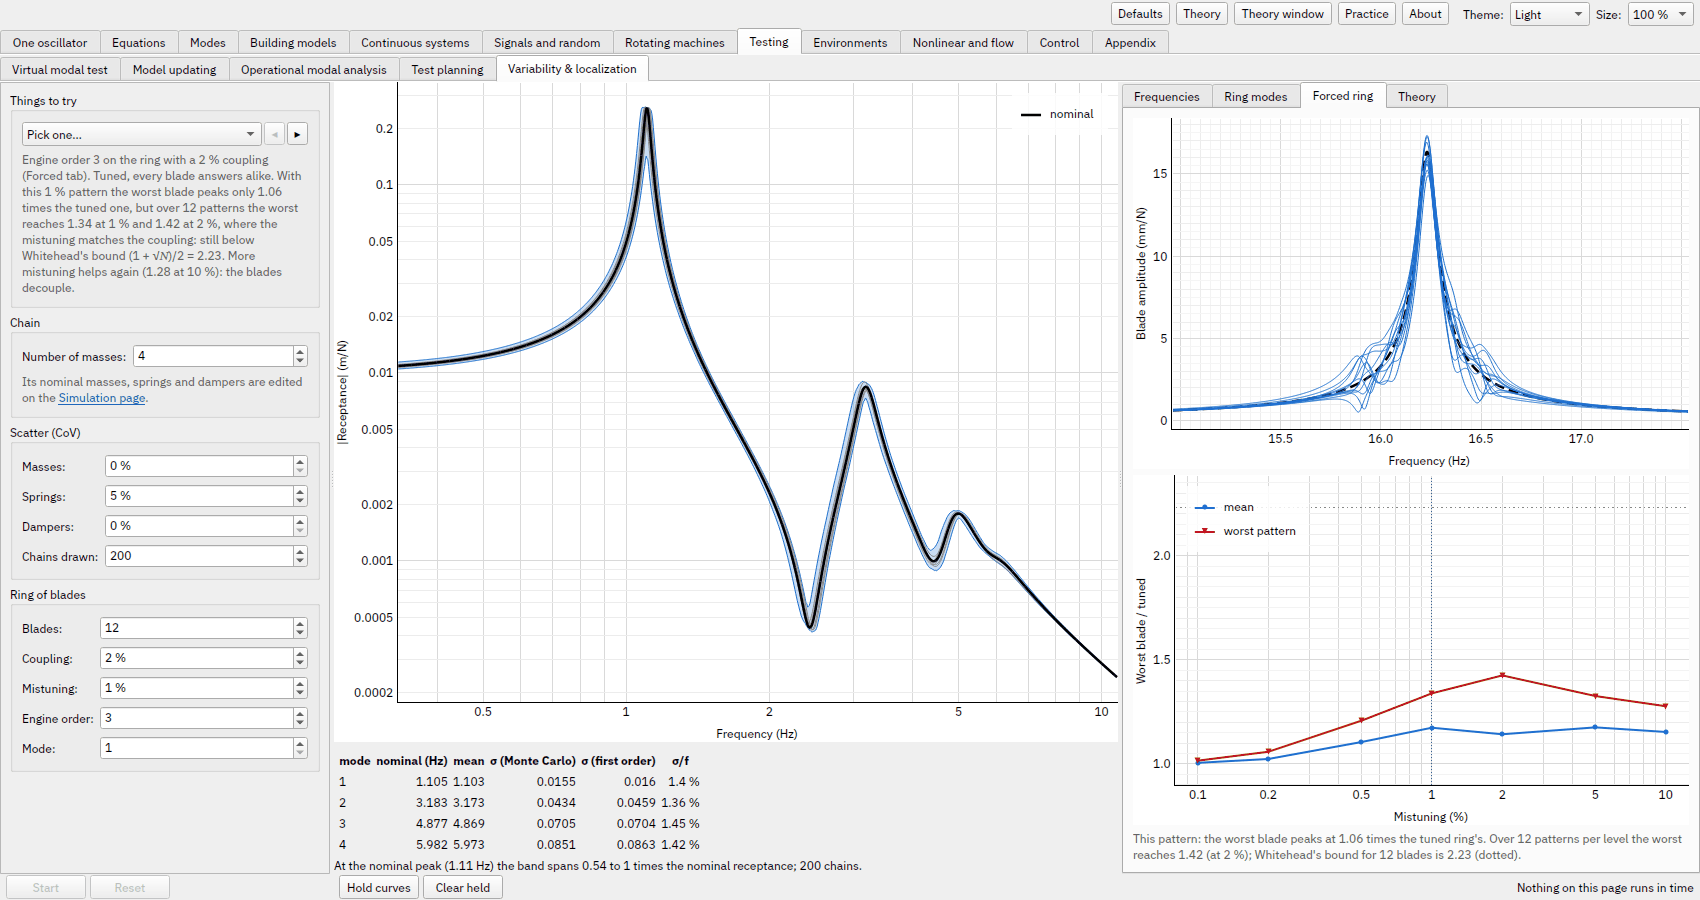 Defaults Theory Theory window Practice About Theme: Light Size: 100 %
One oscillator Equations Modes Building models Continuous systems Signals and random Rotating machines Testing Environments Nonlinear and flow Control Appendix
Virtual modal test Model updating Operational modal analysis Test planning Variability & localization
Things to try
Pick one...
Engine order 3 on the ring with a 2 % coupling
(Forced tab). Tuned, every blade answers alike. With
this 1 % pattern the worst blade peaks only 1.06
times the tuned one, but over 12 patterns the worst
reaches 1.34 at 1 % and 1.42 at 2 %, where the
mistuning matches the coupling: still below
Whitehead's bound (1 + √N)/2 = 2.23. More
mistuning helps again (1.28 at 10 %): the blades
decouple.
Chain
Number of masses: 4
Its nominal masses, springs and dampers are edited
on the Simulation page.
Scatter (CoV)
Masses: 0 %
Springs: 5 %
Dampers: 0 %
Chains drawn: 200
Ring of blades
Blades: 12
Coupling: 2 %
Mistuning: 1 %
Engine order: 3
Mode: 1
Start Reset
nominal
|Receptance| (m/N)
0.2
0.1
0.05
0.02
0.01
0.005
0.002
0.001
0.0005
0.0002
0.5 1 2 5 10
Frequency (Hz)
mode nominal (Hz) mean σ (Monte Carlo) σ (first order) σ/f
1 1.105 1.103 0.0155 0.016 1.4 %
2 3.183 3.173 0.0434 0.0459 1.36 %
3 4.877 4.869 0.0705 0.0704 1.45 %
4 5.982 5.973 0.0851 0.0863 1.42 %
At the nominal peak (1.11 Hz) the band spans 0.54 to 1 times the nominal receptance; 200 chains.
Hold curves Clear held
Frequencies Ring modes Forced ring Theory
Blade amplitude (mm/N)
15
10
5
0
15.5 16.0 16.5 17.0
Frequency (Hz)
mean
worst pattern
Worst blade / tuned
2.0
1.5
1.0
0.1 0.2 0.5 1 2 5 10
Mistuning (%)
This pattern: the worst blade peaks at 1.06 times the tuned ring's. Over 12 patterns per level the worst
reaches 1.42 (at 2 %); Whitehead's bound for 12 blades is 2.23 (dotted).
Nothing on this page runs in time